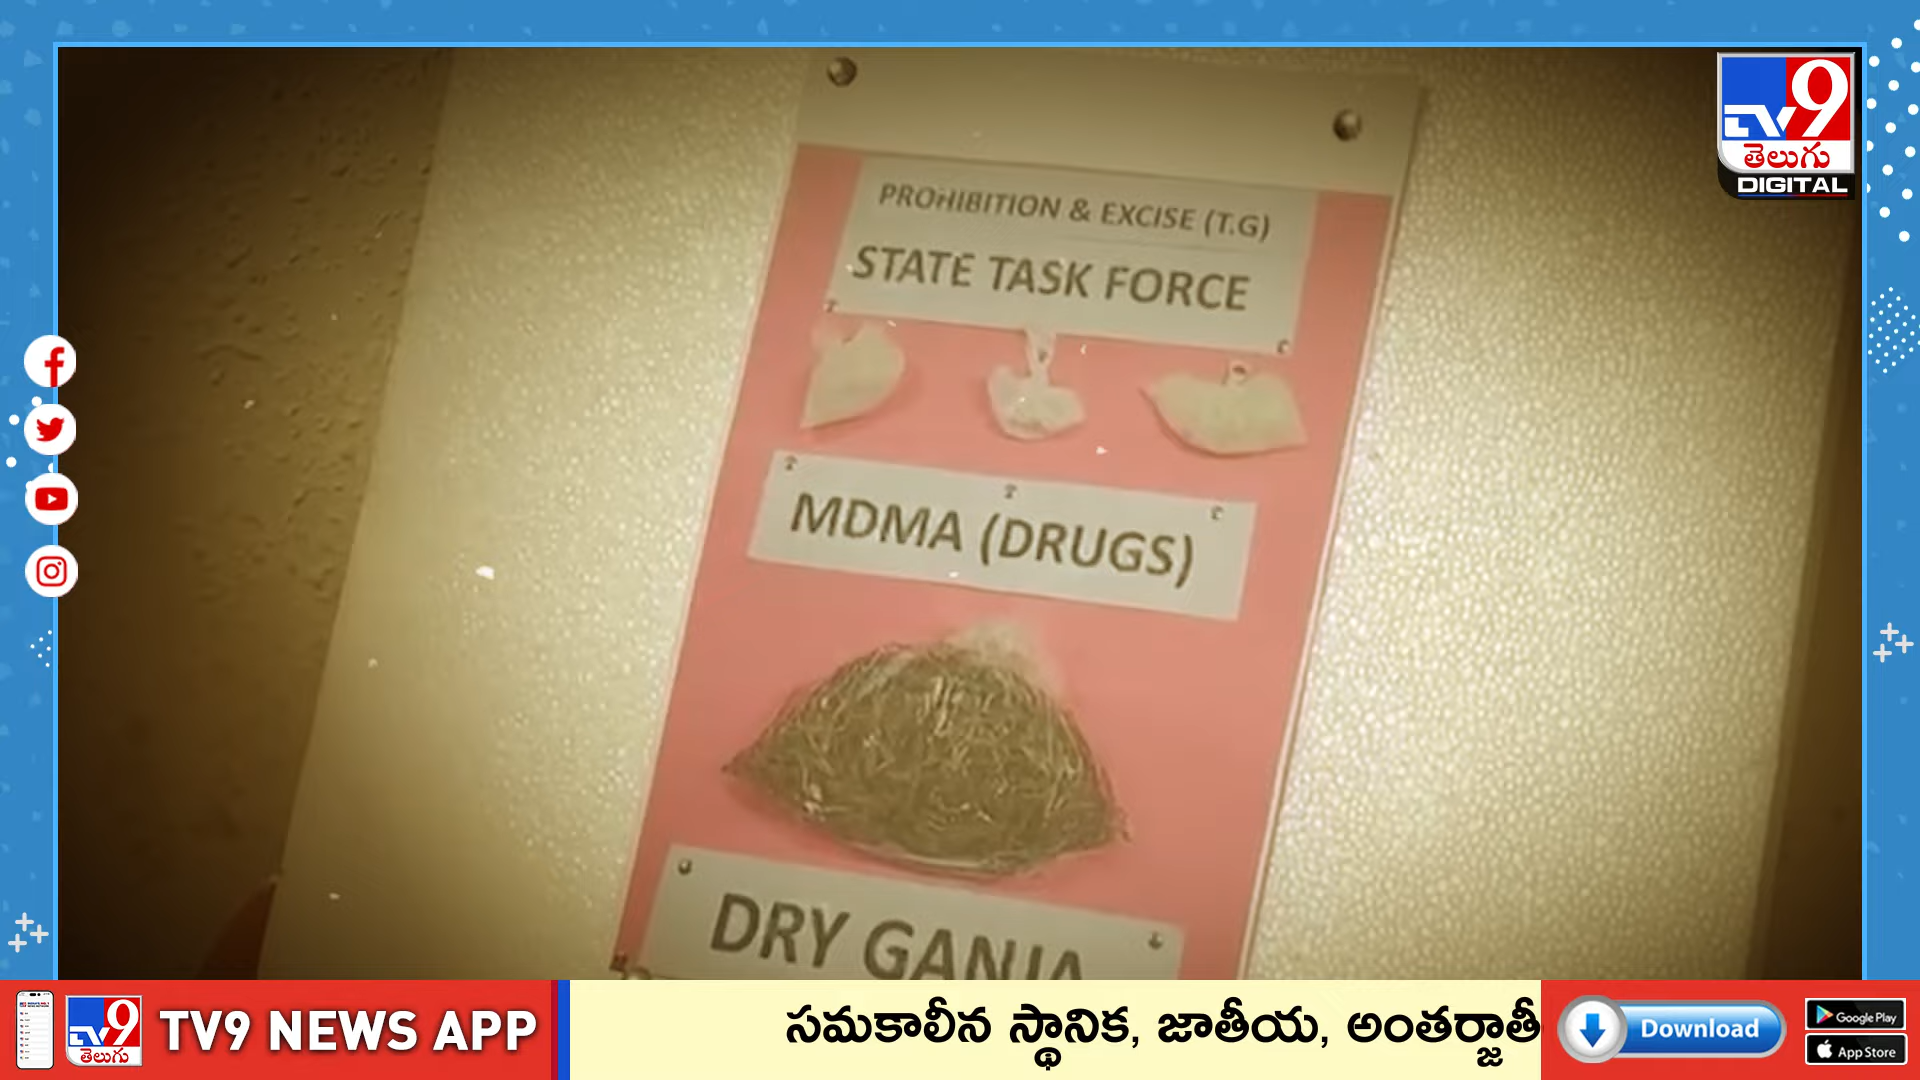 TV9
తెలుగు
DIGITAL
PROHIBITION & EXCISE (T.G)
STATE TASK FORCE
MDMA (DRUGS)
DRY GANJA
TV9
తెలుగు
TV9 NEWS APP
సమకాలీన స్థానిక, జాతీయ, అంతర్జాతీ
Download
Google Play
App Store